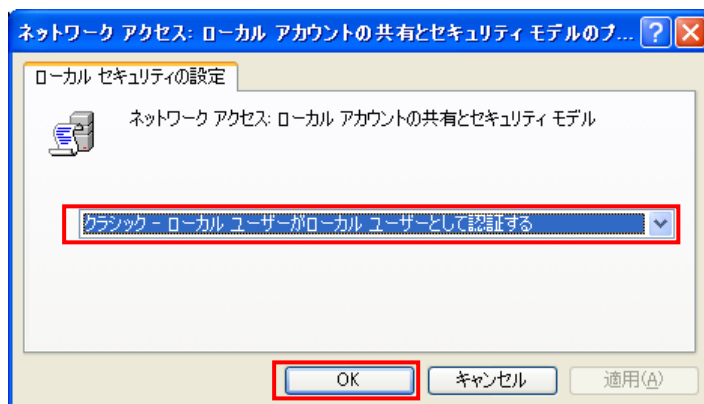 ネットワーク アクセス: ローカル アカウントの共有とセキュリティ モデルのプ...
ローカル セキュリティの設定
ネットワーク アクセス: ローカル アカウントの共有とセキュリティ モデル
クラシック - ローカル ユーザーがローカル ユーザーとして認証する
OK
キャンセル
適用(A)